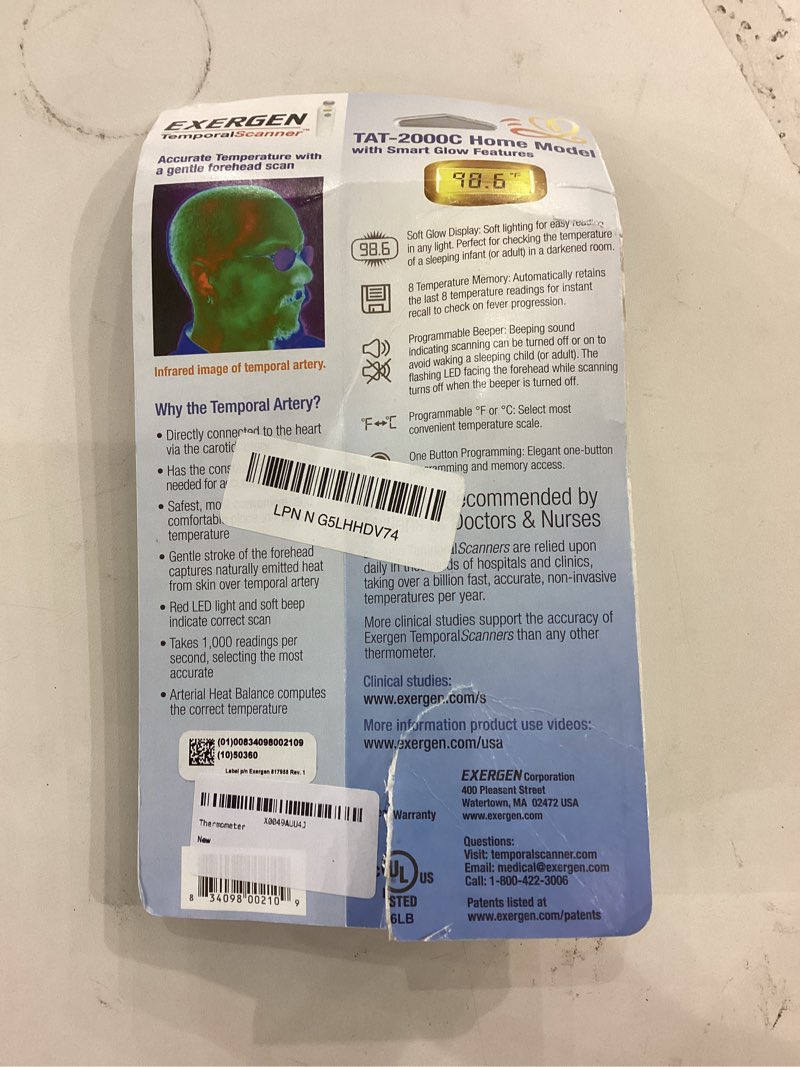 EXERGEN
TemporalScanner™
Accurate Temperature with
a gentle forehead scan
Infrared image of temporal artery.
Why the Temporal Artery?
• Directly connected to the heart
via the carotid
• Has the
needed for
• Safest,
temperature
• Gentle stroke of the forehead
captures naturally emitted heat
from skin over temporal artery
• Red LED light and soft beep
indicate correct scan
• Takes 1,000 readings per
second, selecting the most
accurate
• Arterial Heat Balance computes
the correct temperature
(01)00834098002109
(10)50360
Label p/n Exergen 817988 Rev. 1
X0049AUU4J
Thermometer
New
8 34098 00210 9
TAT-2000C Home Model
with Smart Glow Features
98.6 °F
98.6
Soft Glow Display: Soft lighting for easy reading
in any light. Perfect for checking the temperature
of a sleeping infant (or adult) in a darkened room.
8 Temperature Memory: Automatically retains
the last 8 temperature readings for instant
recall to check on fever progression.
Programmable Beeper: Beeping sound
indicating scanning can be turned off or on to
avoid waking a sleeping child (or adult). The
flashing LED facing the forehead while scanning
turns off when the beeper is turned off.
°F↔°C
Programmable °F or °C: Select most
convenient temperature scale.
One Button Programming: Elegant one-button
and memory access.
LPN N G5LHHDV74
by
Doctors & Nurses
Scanners are relied upon
daily in of hospitals and clinics,
taking over a billion fast, accurate, non-invasive
temperatures per year.
More clinical studies support the accuracy of
Exergen TemporalScanners than any other
thermometer.
Clinical studies:
www.exergen.com/s
More information product use videos:
www.exergen.com/usa
EXERGEN Corporation
400 Pleasant Street
Watertown, MA 02472 USA
www.exergen.com
Warranty
UL US
6LB
Questions:
Visit: temporalscanner.com
Email: medical@exergen.com
Call: 1-800-422-3006
Patents listed at
www.exergen.com/patents